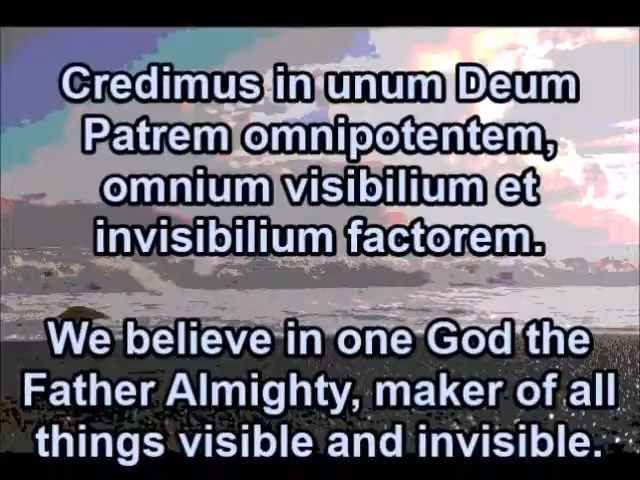 Credimus in unum Deum
Patrem omnipotentem,
omnium visibilium et
invisibilium factorem.
We believe in one God the
Father Almighty, maker of all
things visible and invisible.